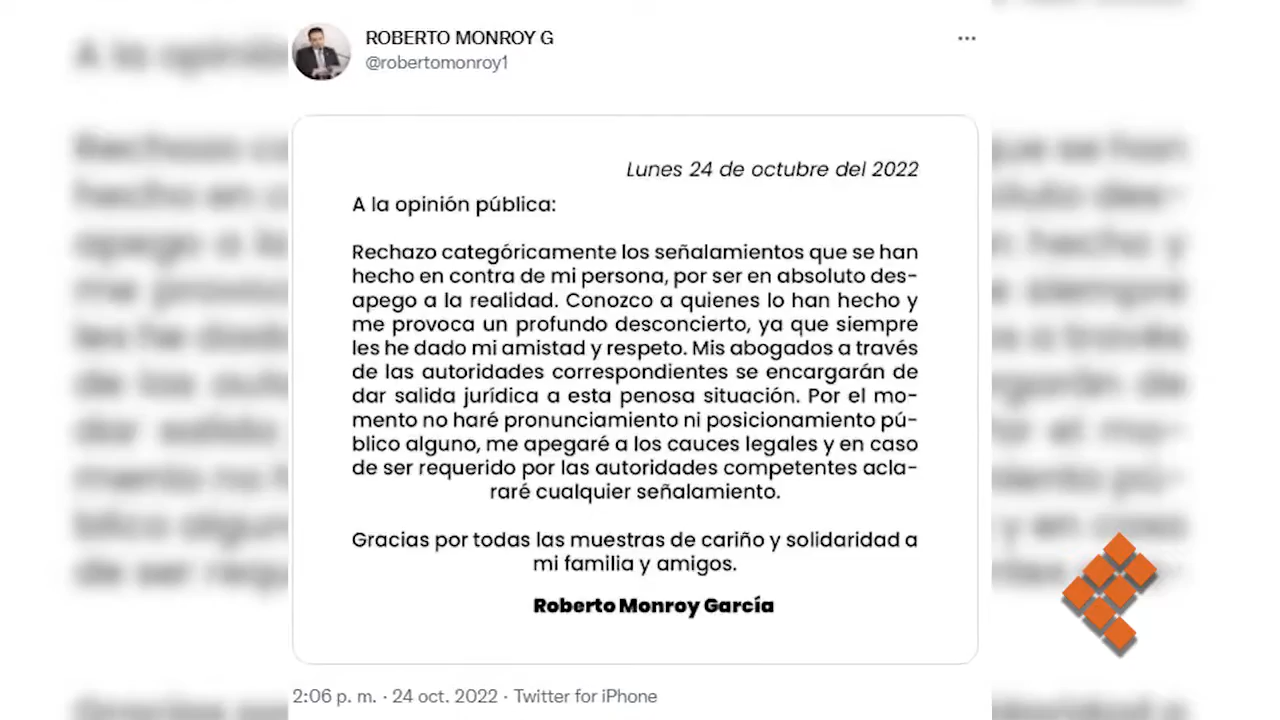 ROBERTO MONROY G
@robertomonroy1
Lunes 24 de octubre del 2022
A la opinión pública:
Rechazo categóricamente los señalamientos que se han
hecho en contra de mi persona, por ser en absoluto des-
apego a la realidad. Conozco a quienes lo han hecho y
me provoca un profundo desconcierto, ya que siempre
les he dado mi amistad y respeto. Mis abogados a través
de las autoridades correspondientes se encargarán de
dar salida jurídica a esta penosa situación. Por el mo-
mento no haré pronunciamiento ni posicionamiento pú-
blico alguno, me apegaré a los cauces legales y en caso
de ser requerido por las autoridades competentes acla-
raré cualquier señalamiento.
Gracias por todas las muestras de cariño y solidaridad a
mi familia y amigos.
Roberto Monroy García
2:06 p. m. · 24 oct. 2022 · Twitter for iPhone